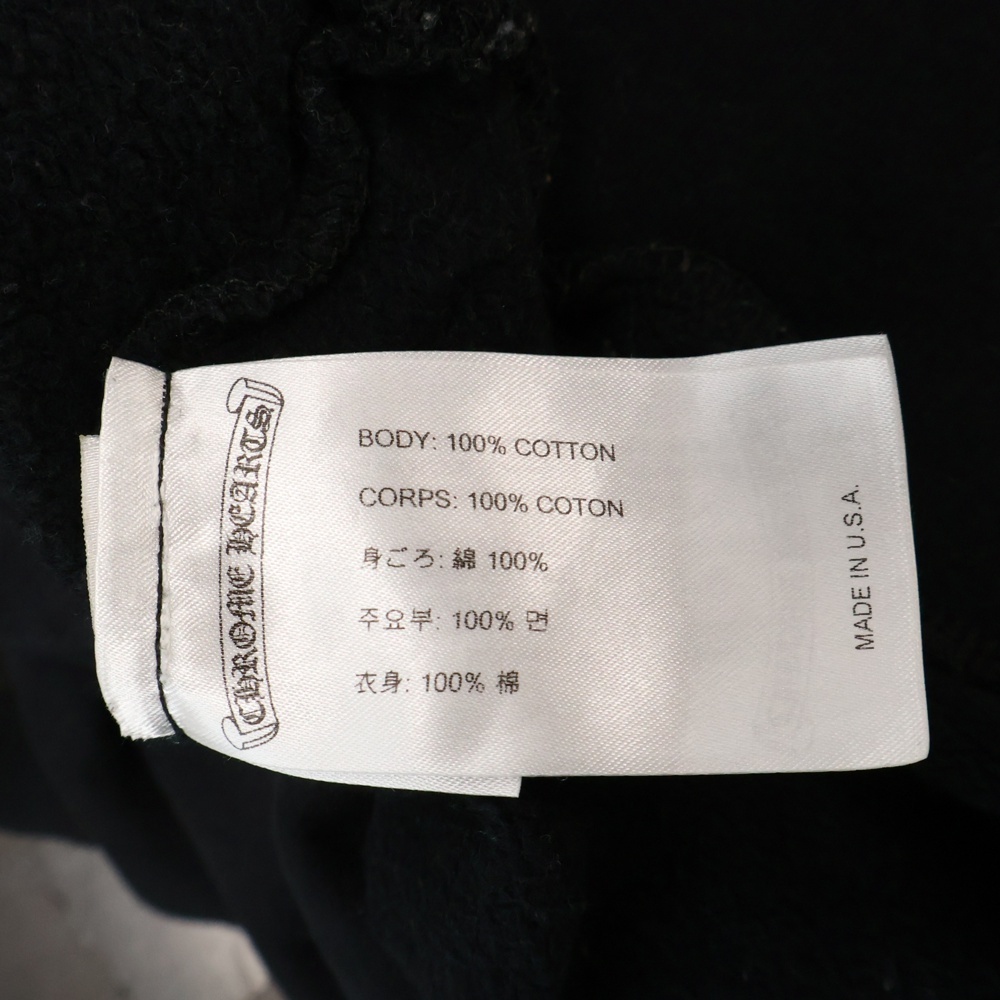 CHROME HEARTS
BODY: 100% COTTON
CORPS: 100% COTON
身ごろ: 綿 100%
주요부: 100% 면
衣身: 100% 棉
MADE IN U.S.A.